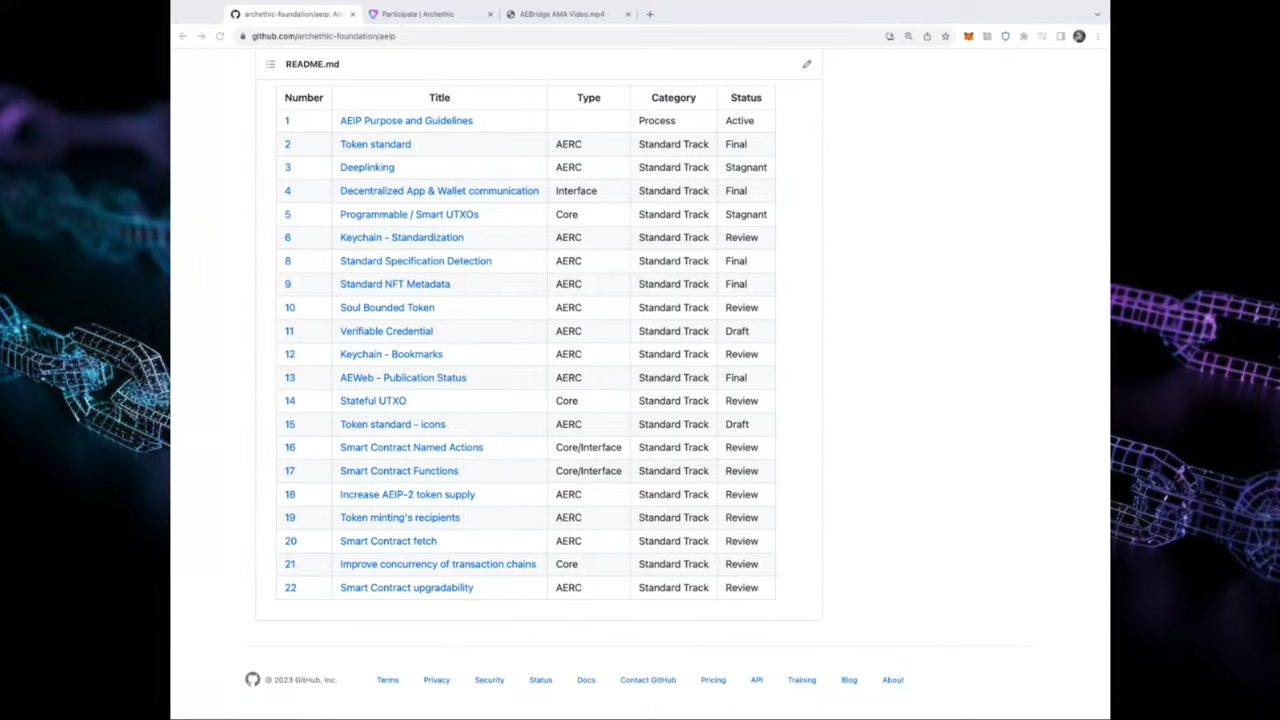 archethic-foundation/aeip: Arc
Participate | Archethic
AEBridge AMA Video.mp4
github.com/archethic-foundation/aeip
README.md
Number Title Type Category Status
1 AEIP Purpose and Guidelines Process Active
2 Token standard AERC Standard Track Final
3 Deeplinking AERC Standard Track Stagnant
4 Decentralized App & Wallet communication Interface Standard Track Final
5 Programmable / Smart UTXOs Core Standard Track Stagnant
6 Keychain - Standardization AERC Standard Track Review
8 Standard Specification Detection AERC Standard Track Final
9 Standard NFT Metadata AERC Standard Track Final
10 Soul Bounded Token AERC Standard Track Review
11 Verifiable Credential AERC Standard Track Draft
12 Keychain - Bookmarks AERC Standard Track Review
13 AEWeb - Publication Status AERC Standard Track Final
14 Stateful UTXO Core Standard Track Review
15 Token standard - icons AERC Standard Track Draft
16 Smart Contract Named Actions Core/Interface Standard Track Review
17 Smart Contract Functions Core/Interface Standard Track Review
18 Increase AEIP-2 token supply AERC Standard Track Review
19 Token minting's recipients AERC Standard Track Review
20 Smart Contract fetch AERC Standard Track Review
21 Improve concurrency of transaction chains Core Standard Track Review
22 Smart Contract upgradability AERC Standard Track Review
© 2023 GitHub, Inc. Terms Privacy Security Status Docs Contact GitHub Pricing API Training Blog About